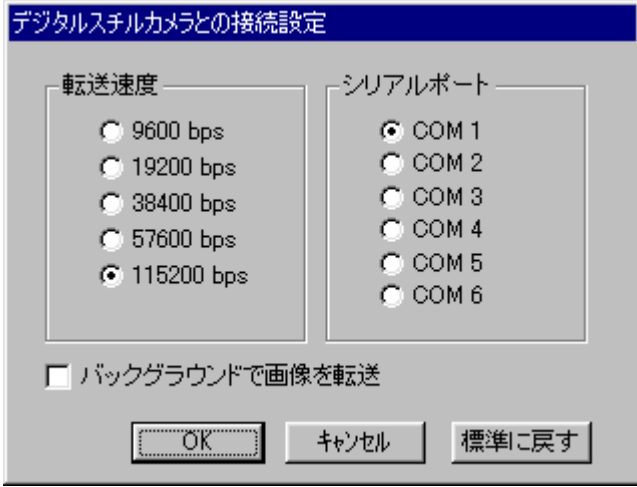 デジタルスチルカメラとの接続設定
転送速度
9600 bps
19200 bps
38400 bps
57600 bps
115200 bps
シリアルポート
COM 1
COM 2
COM 3
COM 4
COM 5
COM 6
バックグラウンドで画像を転送
OK
ｷｬﾝｾﾙ
標準に戻す